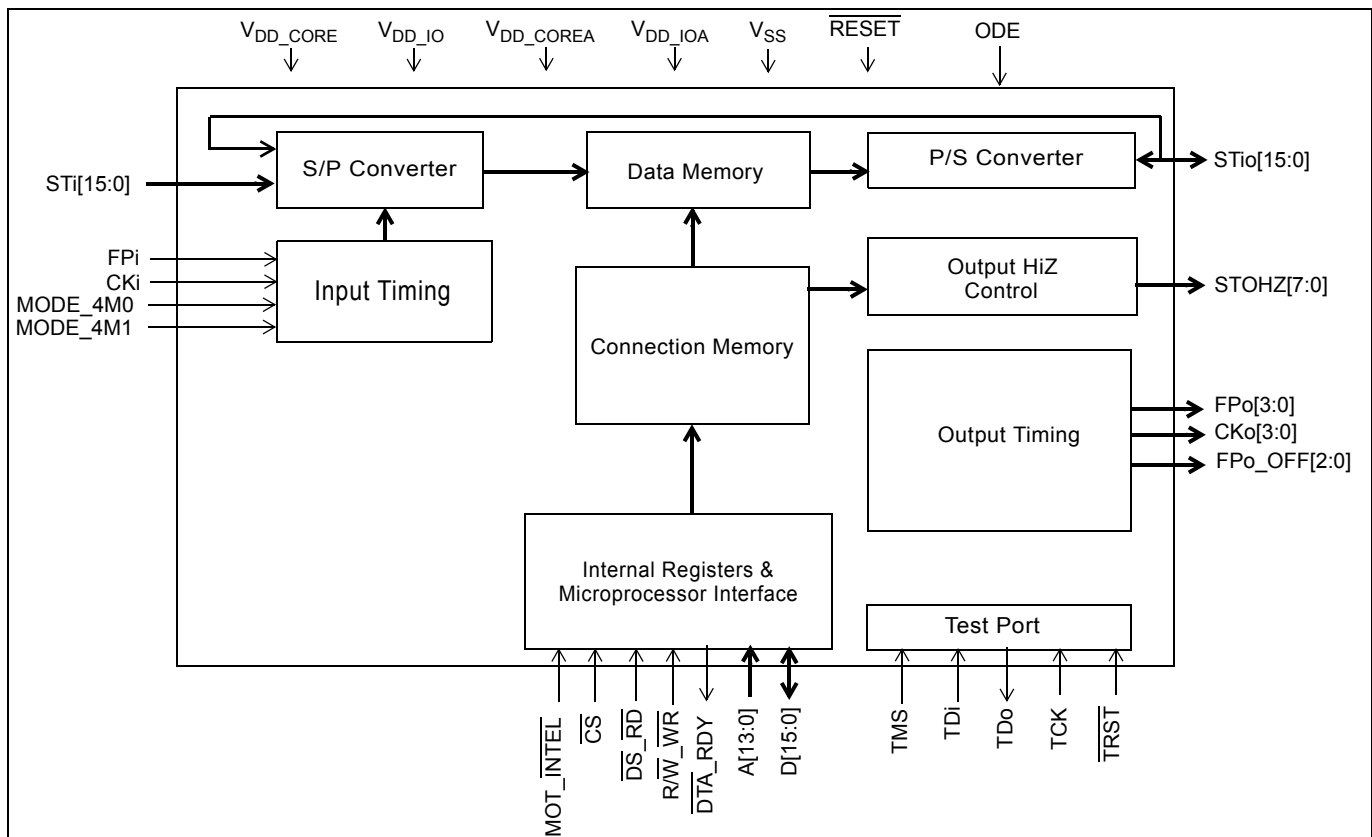 VDD_CORE VDD_IO VDD_COREA VDD_IOA VSS RESET ODE
S/P Converter
Data Memory
P/S Converter
STi[15:0]
STio[15:0]
FPi
CKi
MODE_4M0
MODE_4M1
Input Timing
Output HiZ
Control
STOHZ[7:0]
Connection Memory
Output Timing
FPo[3:0]
CKo[3:0]
FPo_OFF[2:0]
Internal Registers &
Microprocessor Interface
Test Port
MOT_INTEL
CS
DS_RD
R/W_WR
DTA_RDY
A[13:0]
D[15:0]
TMS
TDi
TDo
TCK
TRST